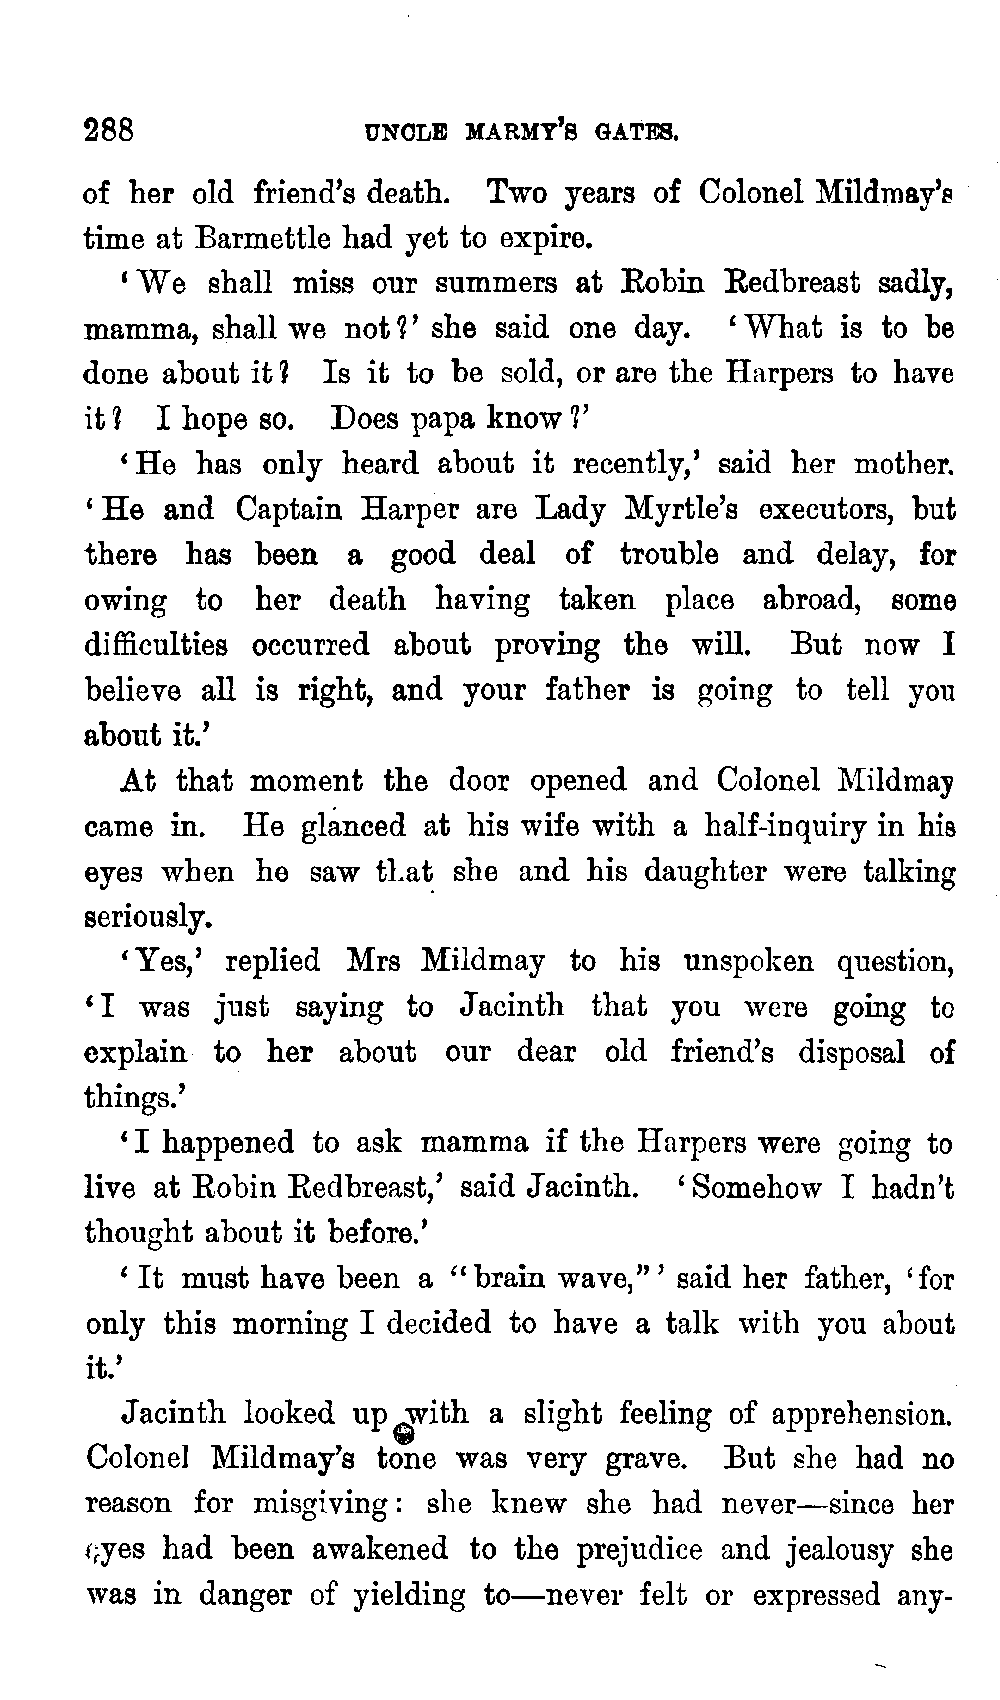 288 UNCLE MARMY'S GATES.
of her old friend's death. Two years of Colonel Mildmay's
time at Barmettle had yet to expire.
'We shall miss our summers at Robin Redbreast sadly,
mamma, shall we not?' she said one day. 'What is to be
done about it? Is it to be sold, or are the Harpers to have
it? I hope so. Does papa know?'
'He has only heard about it recently,' said her mother.
'He and Captain Harper are Lady Myrtle's executors, but
there has been a good deal of trouble and delay, for
owing to her death having taken place abroad, some
difficulties occurred about proving the will. But now I
believe all is right, and your father is going to tell you
about it.'
At that moment the door opened and Colonel Mildmay
came in. He glanced at his wife with a half-inquiry in his
eyes when he saw that she and his daughter were talking
seriously.
'Yes,' replied Mrs Mildmay to his unspoken question,
'I was just saying to Jacinth that you were going to
explain to her about our dear old friend's disposal of
things.'
'I happened to ask mamma if the Harpers were going to
live at Robin Redbreast,' said Jacinth. 'Somehow I hadn't
thought about it before.'
'It must have been a "brain wave,"' said her father, 'for
only this morning I decided to have a talk with you about
it.'
Jacinth looked up with a slight feeling of apprehension.
Colonel Mildmay's tone was very grave. But she had no
reason for misgiving: she knew she had never—since her
eyes had been awakened to the prejudice and jealousy she
was in danger of yielding to—never felt or expressed any-